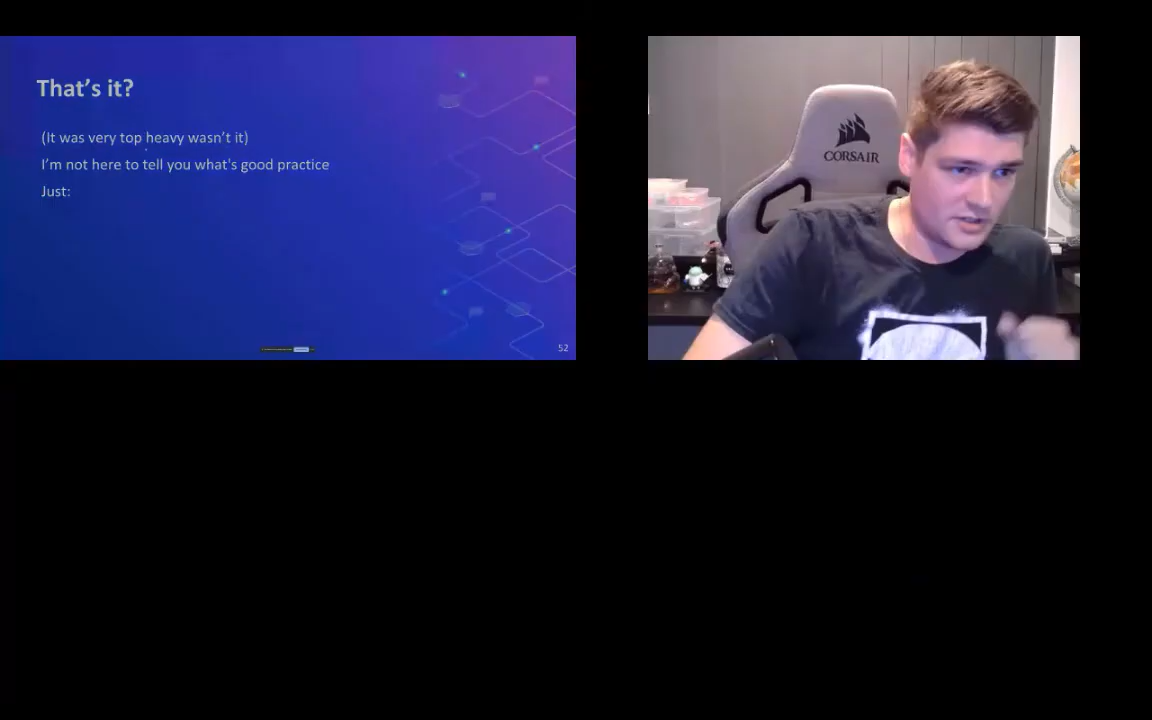 That's it?
(It was very top heavy wasn't it)
I'm not here to tell you what's good practice
Just:
52
CORSAIR